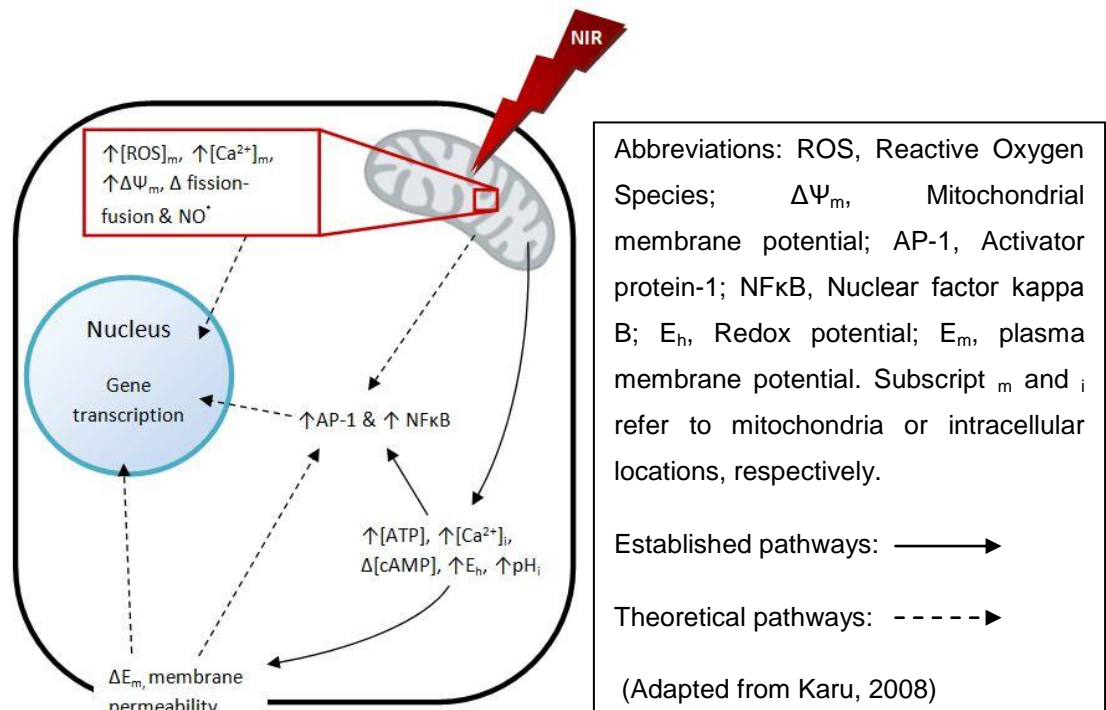 NIR
↑[ROS]ₘ, ↑[Ca²⁺]ₘ,
↑ΔΨₘ, Δ fission-
fusion & NO˙
Nucleus
Gene
transcription
↑AP-1 & ↑ NFκB
↑[ATP], ↑[Ca²⁺]ᵢ,
Δ[cAMP], ↑Eₕ, ↑pHᵢ
ΔEₘ, membrane
permeability
Abbreviations: ROS, Reactive Oxygen
Species; ΔΨₘ, Mitochondrial
membrane potential; AP-1, Activator
protein-1; NFκB, Nuclear factor kappa
B; Eₕ, Redox potential; Eₘ, plasma
membrane potential. Subscript ₘ and ᵢ
refer to mitochondria or intracellular
locations, respectively.
Established pathways:
Theoretical pathways:
(Adapted from Karu, 2008)